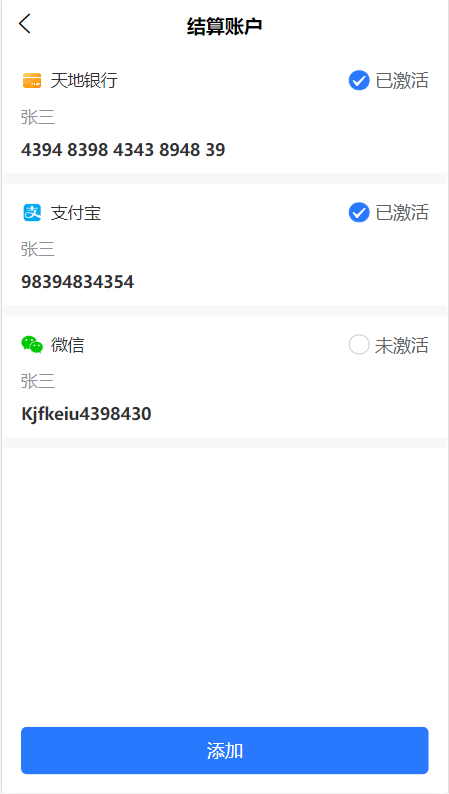 结算账户
天地银行 已激活
张三
4394 8398 4343 8948 39
支付宝 已激活
张三
98394834354
微信 未激活
张三
Kjfkeiu4398430
添加